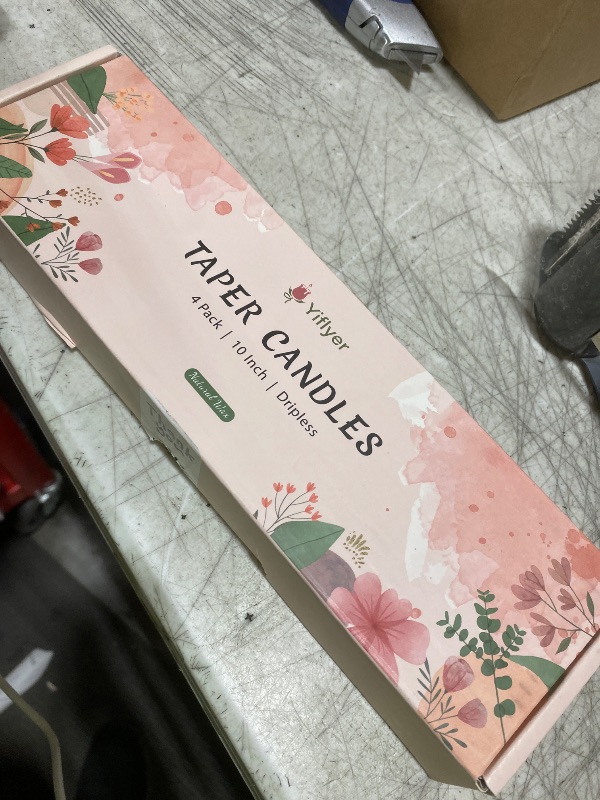 Yiflyer
TAPER CANDLES
4 Pack | 10 Inch | Dripless
Natural Wax